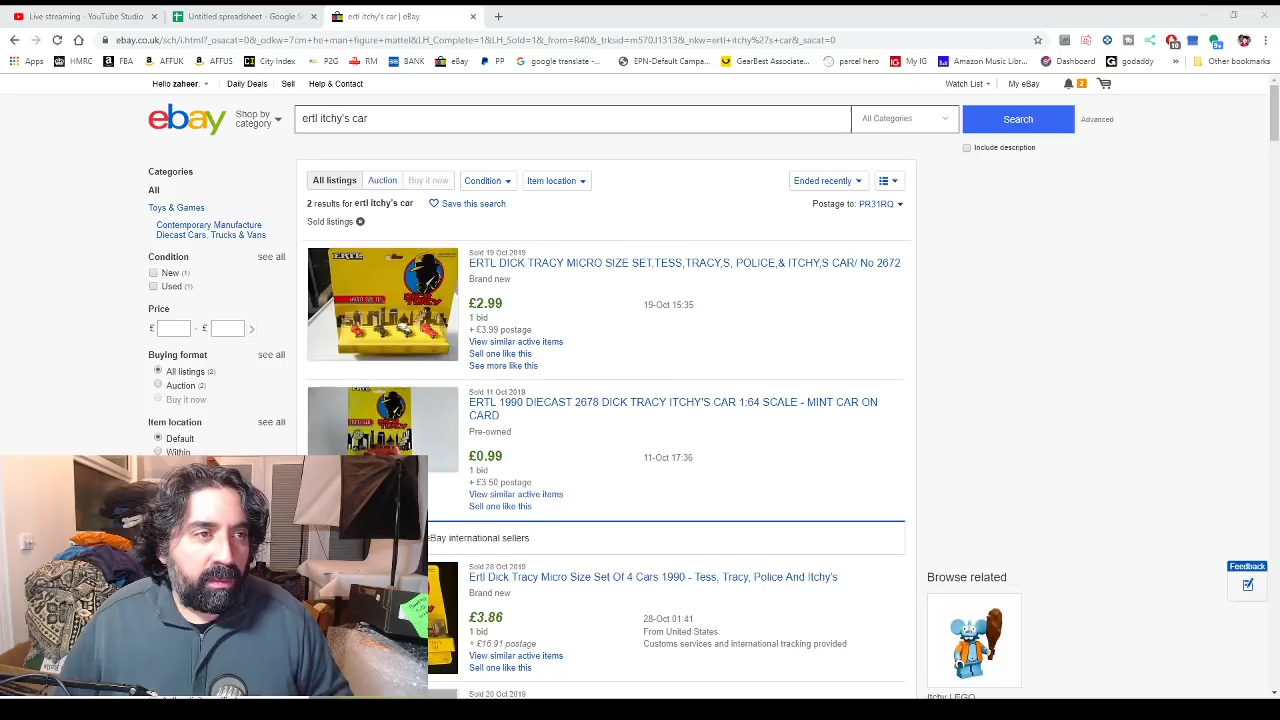 Live streaming - YouTube Studio
Untitled spreadsheet - Google S
ertl itchy's car | eBay
ebay.co.uk/sch/i.html?_osacat=0&_odkw=7cm+he+man+figure+mattel&LH_Complete=1&LH_Sold=1&_from=R40&_trksid=m570.l1313&_nkw=ertl+itchy%27s+car&_sacat=0
Apps HMRC FBA AFFUK AFFUS City Index P2G RM BANK eBay PP google translate -... EPN-Default Campa... GearBest Associate... parcel hero My IG Amazon Music Libr... Dashboard godaddy » Other bookmarks
Hello zaheer. Daily Deals Sell Help & Contact Watch List My eBay 2
ebay
Shop by
category
ertl itchy's car
All Categories
Search
Advanced
Include description
Categories
All
Toys & Games
Contemporary Manufacture
Diecast Cars, Trucks & Vans
Condition see all
New (1)
Used (1)
Price
£ - £
Buying format see all
All listings (2)
Auction (2)
Buy it now
Item location see all
Default
Within
All listings Auction Buy it now Condition Item location Ended recently
2 results for ertl itchy's car Save this search Postage to: PR31RQ
Sold listings
Sold 19 Oct 2019
ERTL DICK TRACY MICRO SIZE SET,TESS,TRACY,S, POLICE,& ITCHY,S CAR/ No 2672
Brand new
£2.99 19-Oct 15:35
1 bid
+ £3.99 postage
View similar active items
Sell one like this
See more like this
ERTL
MICRO SIZE SET
DICK
TRACY
Sold 11 Oct 2019
ERTL 1990 DIECAST 2678 DICK TRACY ITCHY'S CAR 1:64 SCALE - MINT CAR ON
CARD
Pre-owned
£0.99 11-Oct 17:36
1 bid
+ £3.50 postage
View similar active items
Sell one like this
eBay international sellers
Sold 28 Oct 2019
Ertl Dick Tracy Micro Size Set Of 4 Cars 1990 - Tess, Tracy, Police And Itchy's
Brand new
£3.86 28-Oct 01:41
1 bid From United States
+ £16.91 postage Customs services and international tracking provided
View similar active items
Sell one like this
Sold 20 Oct 2019
Browse related
Itchy LEGO
Feedback